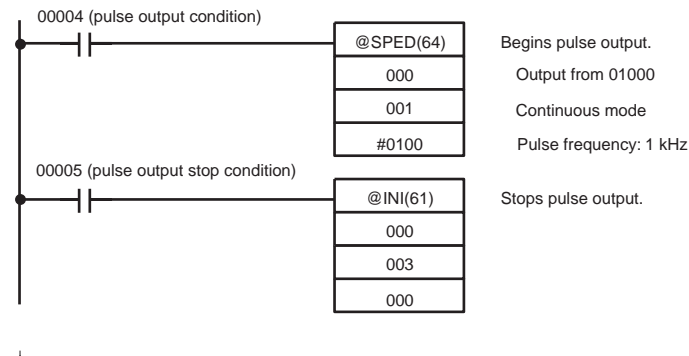 00004 (pulse output condition)
@SPED(64) Begins pulse output.
000 Output from 01000
001 Continuous mode
#0100 Pulse frequency: 1 kHz
00005 (pulse output stop condition)
@INI(61) Stops pulse output.
000
003
000